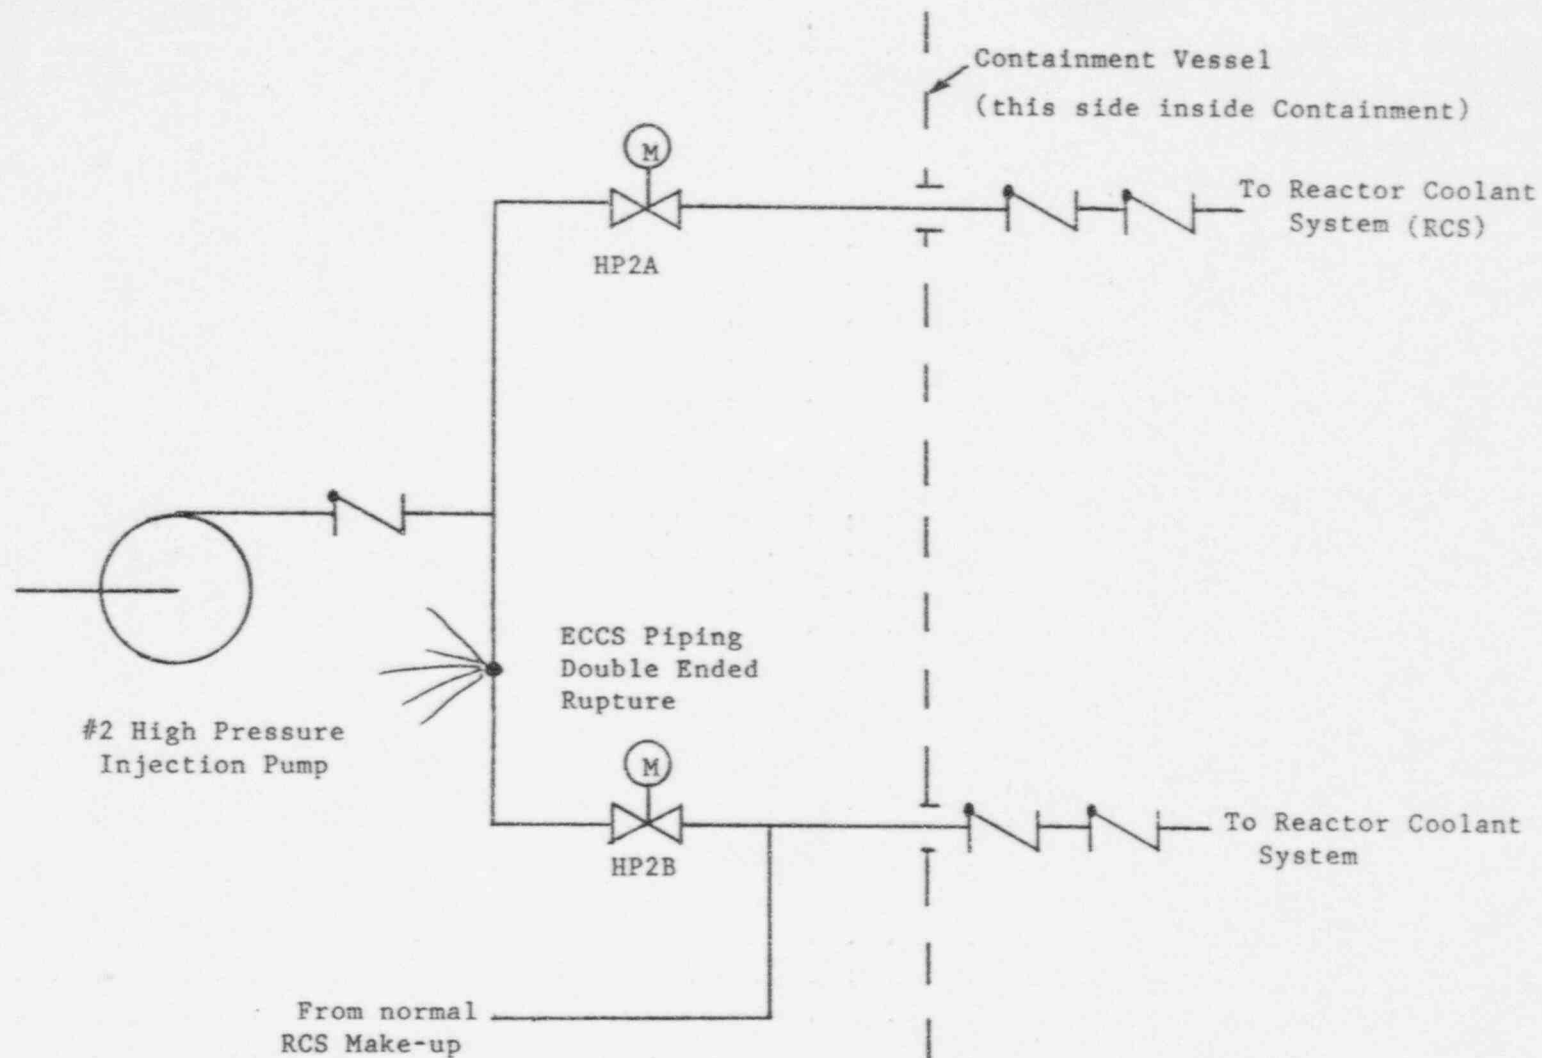 Containment Vessel
(this side inside Containment)
M
To Reactor Coolant
System (RCS)
HP2A
ECCS Piping
Double Ended
Rupture
#2 High Pressure
Injection Pump
M
To Reactor Coolant
System
HP2B
From normal
RCS Make-up